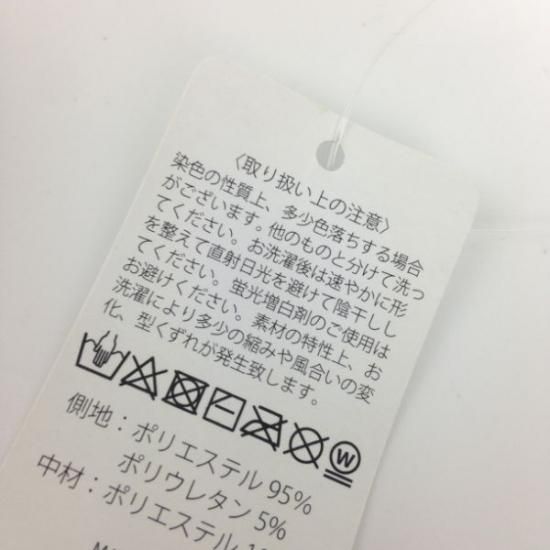 〈取り扱い上の注意〉
染色の性質上、多少色落ちする場合
がございます。他のものと分けて洗っ
てください。お洗濯後は速やかに形
を整えて直射日光を避けて陰干しし
てください。蛍光増白剤のご使用は
お避けください。素材の特性上、お
洗濯により多少の縮みや風合いの変
化、型くずれが発生致します。
W
側地：ポリエステル 95%
ポリウレタン 5%
中材：ポリエステル